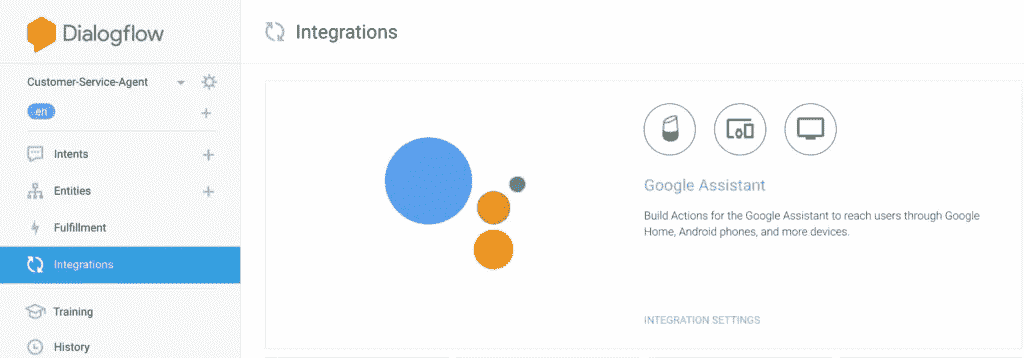 Dialogflow
Customer-Service-Agent
en
Intents
Entities
Fulfillment
Integrations
Training
History
Integrations
Google Assistant
Build Actions for the Google Assistant to reach users through Google
Home, Android phones, and more devices.
INTEGRATION SETTINGS